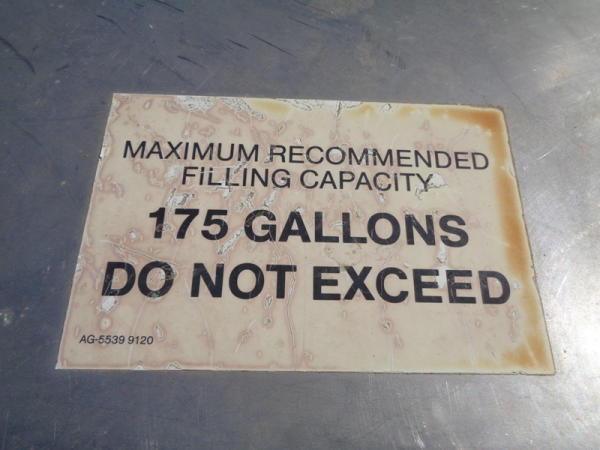 MAXIMUM RECOMMENDED
FILLING CAPACITY
175 GALLONS
DO NOT EXCEED
AG-5539 9120